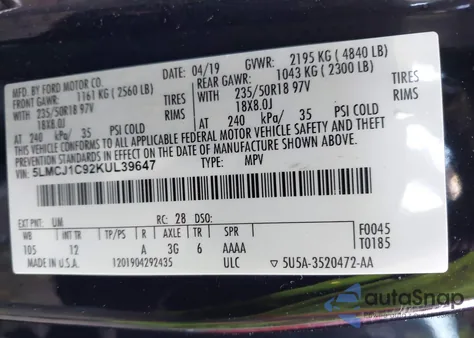 MFD. BY FORD MOTOR CO.
DATE: 04/19 GVWR: 2195 KG (4840 LB)
FRONT GAWR: 1161 KG (2560 LB) REAR GAWR: 1043 KG (2300 LB)
WITH 235/50R18 97V TIRES WITH 235/50R18 97V TIRES
18X8.0J RIMS 18X8.0J RIMS
AT 240 kPa/ 35 PSI COLD AT 240 kPa/ 35 PSI COLD
THIS VEHICLE CONFORMS TO ALL APPLICABLE FEDERAL MOTOR VEHICLE SAFETY AND THEFT PREVENTION STANDARDS IN EFFECT ON THE DATE OF MANUFACTURE SHOWN ABOVE.
VIN: 5LMCJ1C92KUL39647
TYPE: MPV
EXT PNT: UM RC: 28 DSO:
WB INT TR TP/PS R AXLE TR SPR F0045
105 12 A 3G 6 AAAA T0185
MADE IN U.S.A. 1201904292435 ULC ▽ 5U5A-3520472-AA
autoSnap